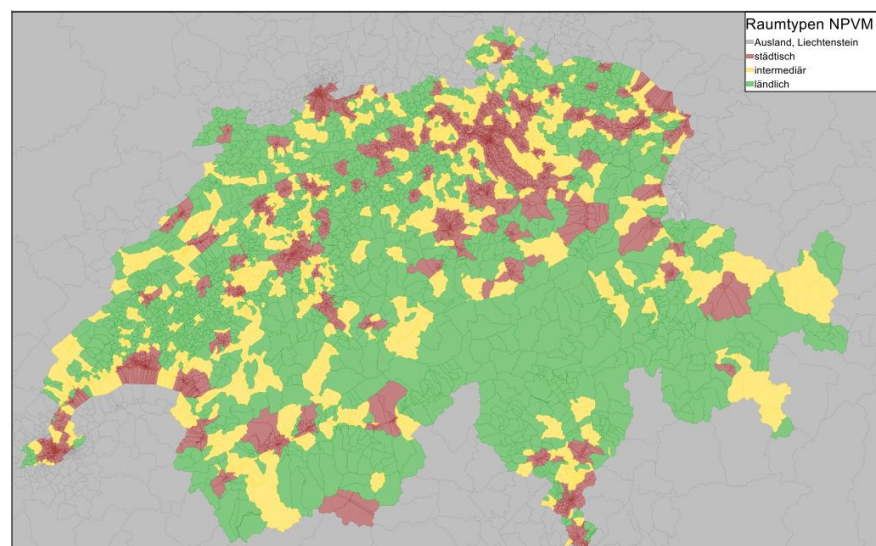 Raumtypen NPVM
Ausland, Liechtenstein
städtisch
intermediär
ländlich